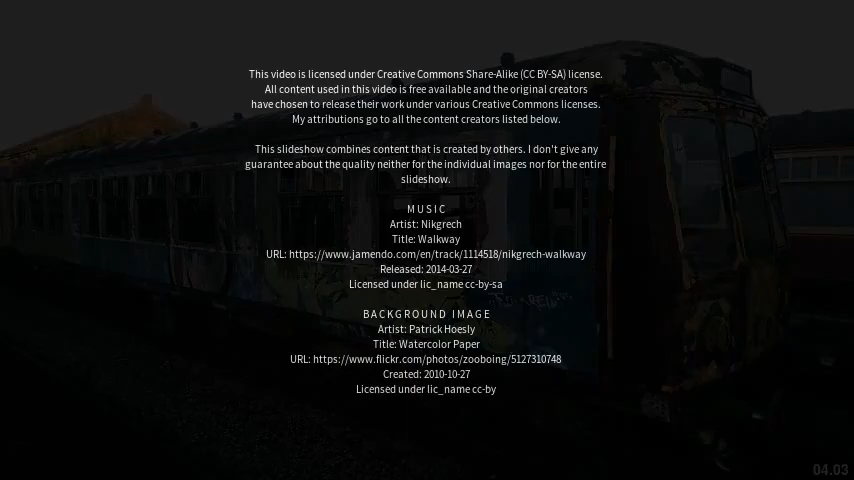 This video is licensed under Creative Commons Share-Alike (CC BY-SA) license.
All content used in this video is free available and the original creators
have chosen to release their work under various Creative Commons licenses.
My attributions go to all the content creators listed below.
This slideshow combines content that is created by others. I don't give any
guarantee about the quality neither for the individual images nor for the entire
slideshow.
MUSIC
Artist: Nikgrech
Title: Walkway
URL: https://www.jamendo.com/en/track/1114518/nikgrech-walkway
Released: 2014-03-27
Licensed under lic_name cc-by-sa
BACKGROUND IMAGE
Artist: Patrick Hoesly
Title: Watercolor Paper
URL: https://www.flickr.com/photos/zooboing/5127310748
Created: 2010-10-27
Licensed under lic_name cc-by
04.03